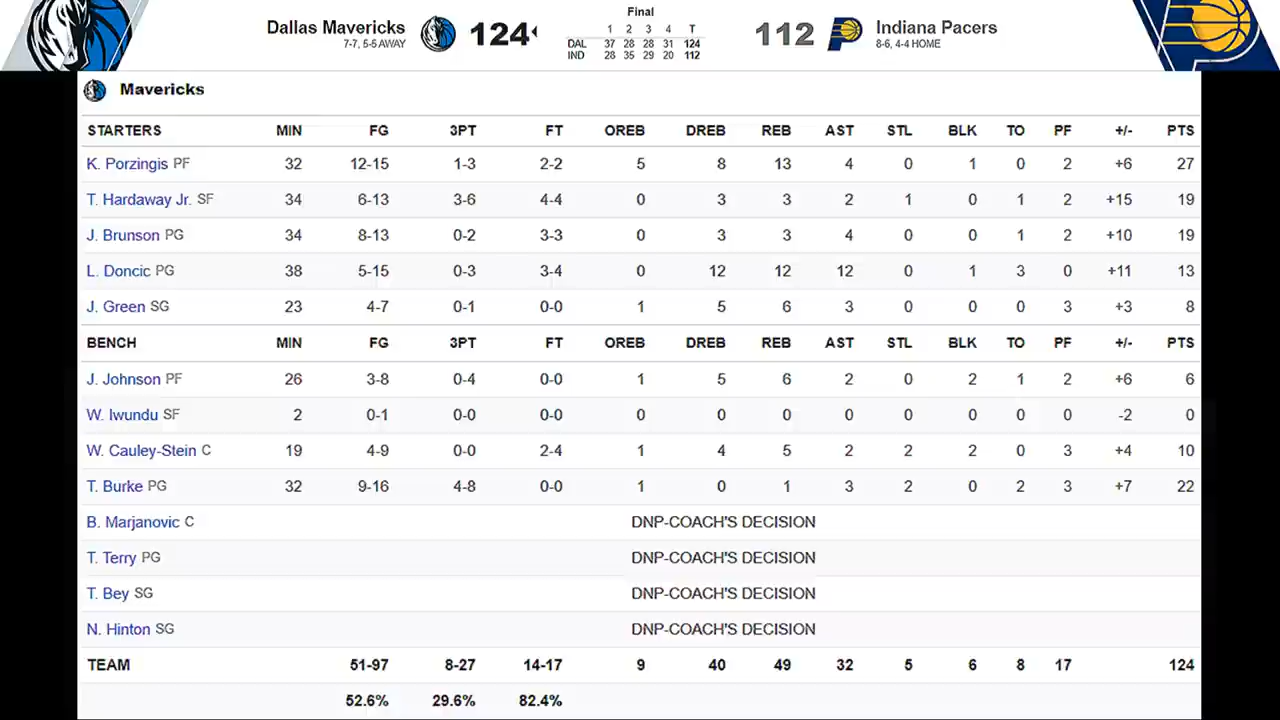 Final
Dallas Mavericks 124 1 2 3 4 T 112 Indiana Pacers
7-7, 5-5 AWAY DAL 37 28 28 31 124 8-6, 4-4 HOME
IND 28 35 29 20 112
Mavericks
STARTERS MIN FG 3PT FT OREB DREB REB AST STL BLK TO PF +/- PTS
K. Porzingis PF 32 12-15 1-3 2-2 5 8 13 4 0 1 0 2 +6 27
T. Hardaway Jr. SF 34 6-13 3-6 4-4 0 3 3 2 1 0 1 2 +15 19
J. Brunson PG 34 8-13 0-2 3-3 0 3 3 4 0 0 1 2 +10 19
L. Doncic PG 38 5-15 0-3 3-4 0 12 12 12 0 1 3 0 +11 13
J. Green SG 23 4-7 0-1 0-0 1 5 6 3 0 0 0 3 +3 8
BENCH MIN FG 3PT FT OREB DREB REB AST STL BLK TO PF +/- PTS
J. Johnson PF 26 3-8 0-4 0-0 1 5 6 2 0 2 1 2 +6 6
W. Iwundu SF 2 0-1 0-0 0-0 0 0 0 0 0 0 0 0 -2 0
W. Cauley-Stein C 19 4-9 0-0 2-4 1 4 5 2 2 2 0 3 +4 10
T. Burke PG 32 9-16 4-8 0-0 1 0 1 3 2 0 2 3 +7 22
B. Marjanovic C DNP-COACH'S DECISION
T. Terry PG DNP-COACH'S DECISION
T. Bey SG DNP-COACH'S DECISION
N. Hinton SG DNP-COACH'S DECISION
TEAM 51-97 8-27 14-17 9 40 49 32 5 6 8 17 124
52.6% 29.6% 82.4%